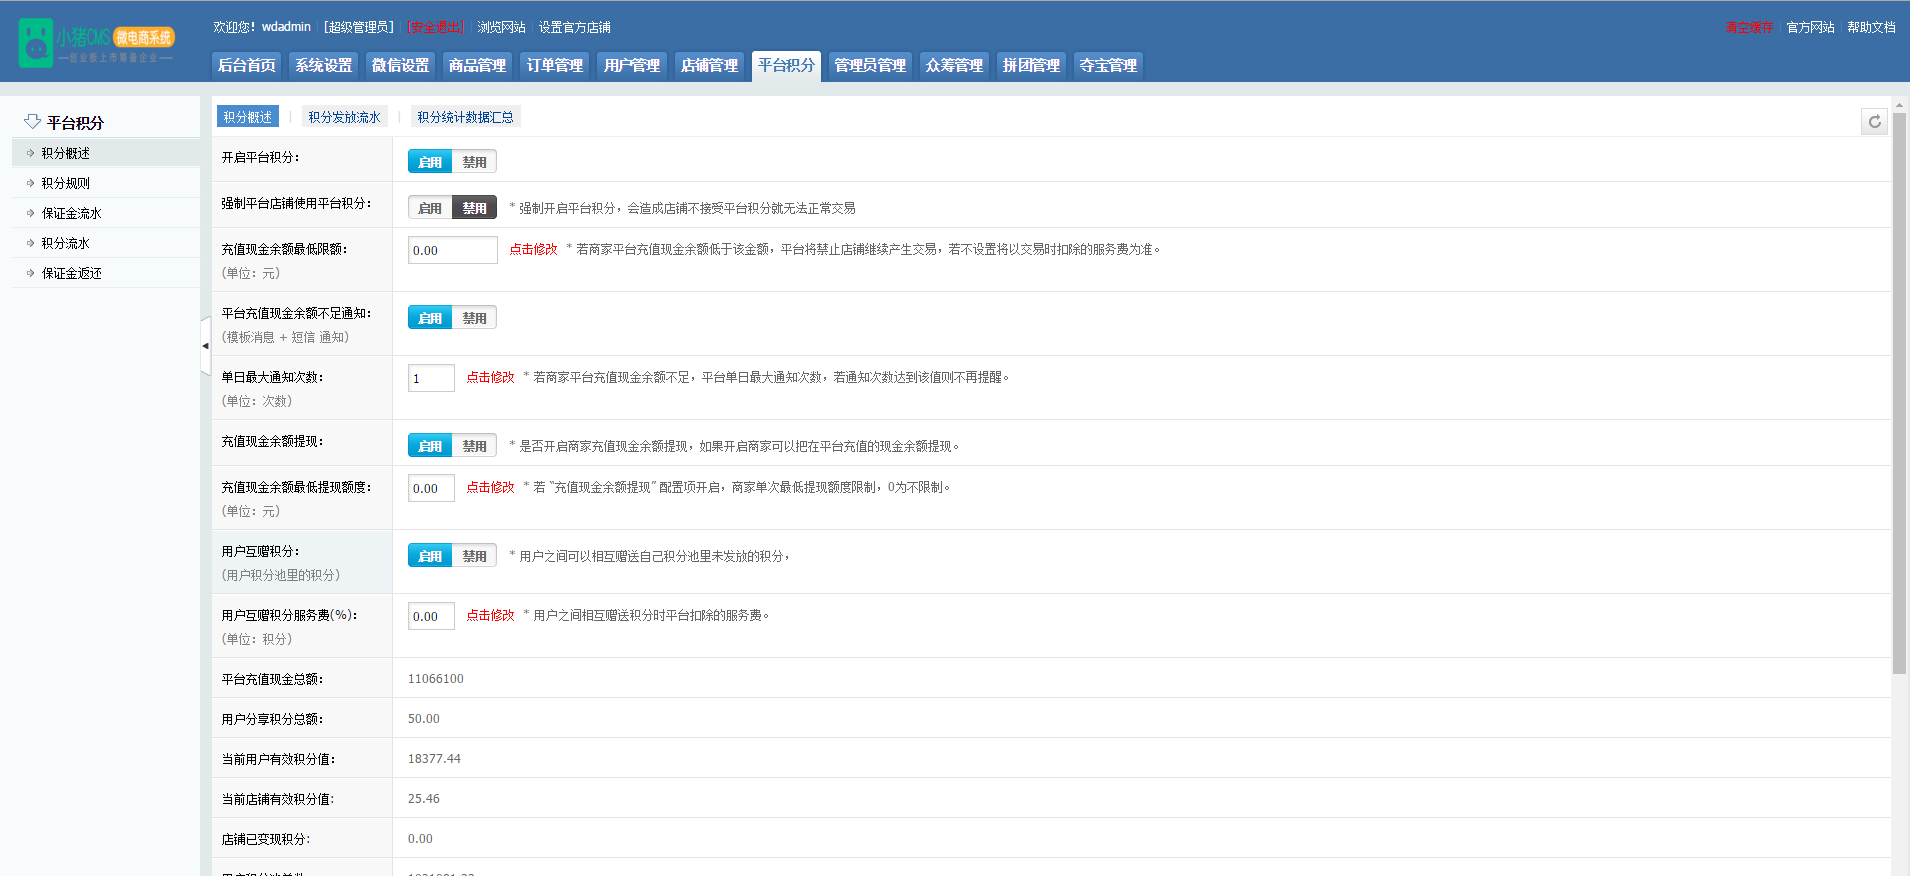 小猪CMS 微电商系统
欢迎您！wdadmin | [超级管理员] | [安全退出] | 浏览网站 | 设置官方店铺
清空缓存 | 官方网站 | 帮助文档
后台首页 系统设置 微信设置 商品管理 订单管理 用户管理 店铺管理 平台积分 管理员管理 众筹管理 拼团管理 夺宝管理
平台积分
积分概述
积分规则
保证金流水
积分流水
保证金返还
积分概述 | 积分发放流水 | 积分统计数据汇总
开启平台积分： 启用 禁用
强制平台店铺使用平台积分： 启用 禁用 * 强制开启平台积分，会造成店铺不接受平台积分就无法正常交易
充值现金余额最低限额： 0.00 点击修改 * 若商家平台充值现金余额低于该金额，平台将禁止店铺继续产生交易，若不设置将以交易时扣除的服务费为准。
(单位：元)
平台充值现金余额不足通知： 启用 禁用
(模板消息 + 短信 通知)
单日最大通知次数： 1 点击修改 * 若商家平台充值现金余额不足，平台单日最大通知次数，若通知次数达到该值则不再提醒。
(单位：次数)
充值现金余额提现： 启用 禁用 * 是否开启商家充值现金余额提现，如果开启商家可以把在平台充值的现金余额提现。
充值现金余额最低提现额度： 0.00 点击修改 * 若 “充值现金余额提现” 配置项开启，商家单次最低提现额度限制，0为不限制。
(单位：元)
用户互赠积分： 启用 禁用 * 用户之间可以相互赠送自己积分池里未发放的积分，
(用户积分池里的积分)
用户互赠积分服务费(%)： 0.00 点击修改 * 用户之间相互赠送积分时平台扣除的服务费。
(单位：积分)
平台充值现金总额： 11066100
用户分享积分总额： 50.00
当前用户有效积分值： 18377.44
当前店铺有效积分值: 25.46
店铺已变现积分: 0.00